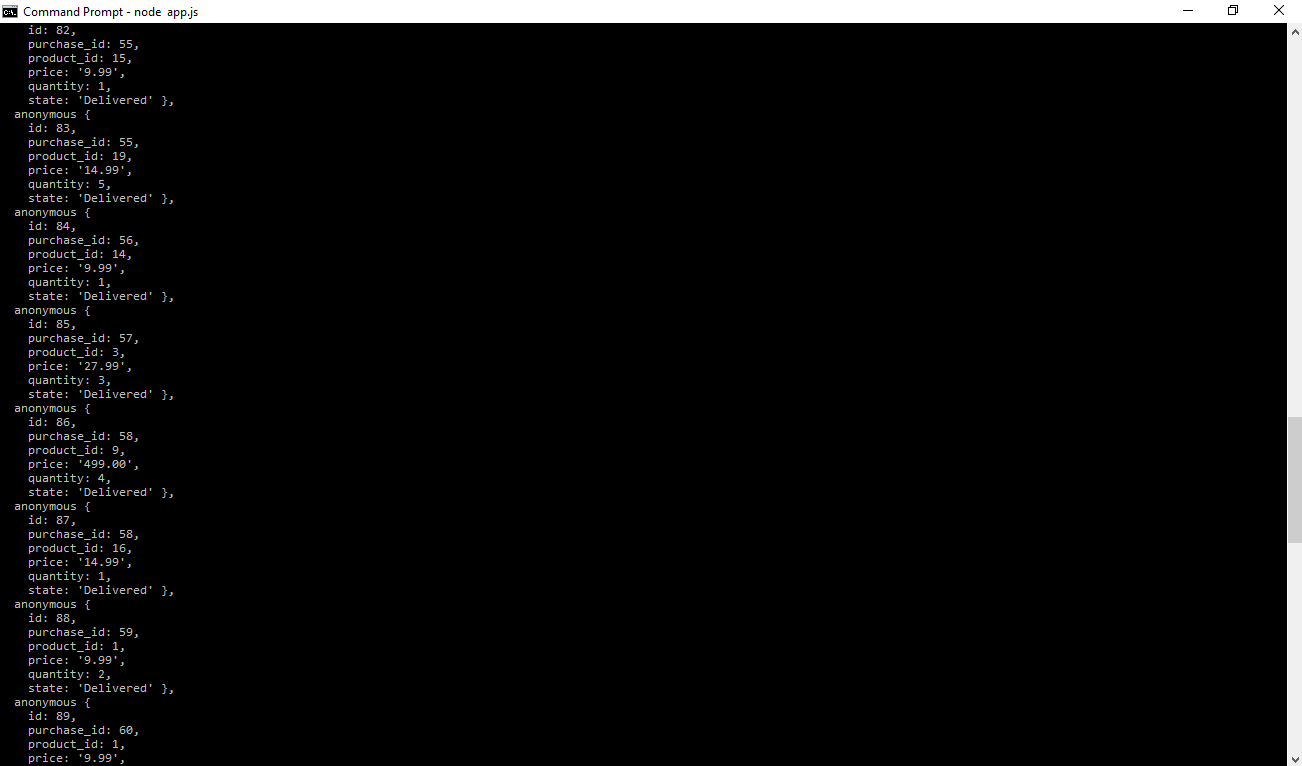 Command Prompt - node  app.js
    id: 82,
    purchase_id: 55,
    product_id: 15,
    price: '9.99',
    quantity: 1,
    state: 'Delivered' },
  anonymous {
    id: 83,
    purchase_id: 55,
    product_id: 19,
    price: '14.99',
    quantity: 5,
    state: 'Delivered' },
  anonymous {
    id: 84,
    purchase_id: 56,
    product_id: 14,
    price: '9.99',
    quantity: 1,
    state: 'Delivered' },
  anonymous {
    id: 85,
    purchase_id: 57,
    product_id: 3,
    price: '27.99',
    quantity: 3,
    state: 'Delivered' },
  anonymous {
    id: 86,
    purchase_id: 58,
    product_id: 9,
    price: '499.00',
    quantity: 4,
    state: 'Delivered' },
  anonymous {
    id: 87,
    purchase_id: 58,
    product_id: 16,
    price: '14.99',
    quantity: 1,
    state: 'Delivered' },
  anonymous {
    id: 88,
    purchase_id: 59,
    product_id: 1,
    price: '9.99',
    quantity: 2,
    state: 'Delivered' },
  anonymous {
    id: 89,
    purchase_id: 60,
    product_id: 1,
    price: '9.99',